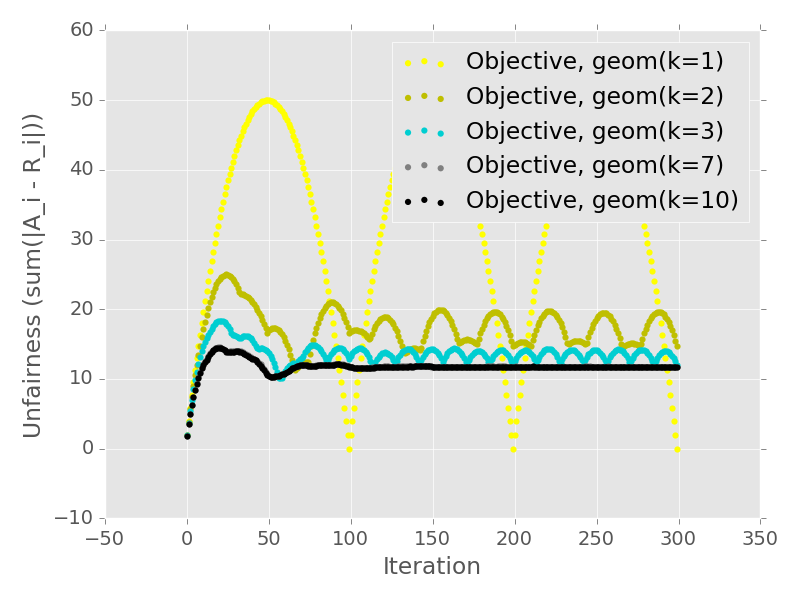 60
50
40
30
20
10
0
−10
Unfairness (sum(|A_i - R_i|))
Objective, geom(k=1)
Objective, geom(k=2)
Objective, geom(k=3)
Objective, geom(k=7)
Objective, geom(k=10)
−50 0 50 100 150 200 250 300 350
Iteration